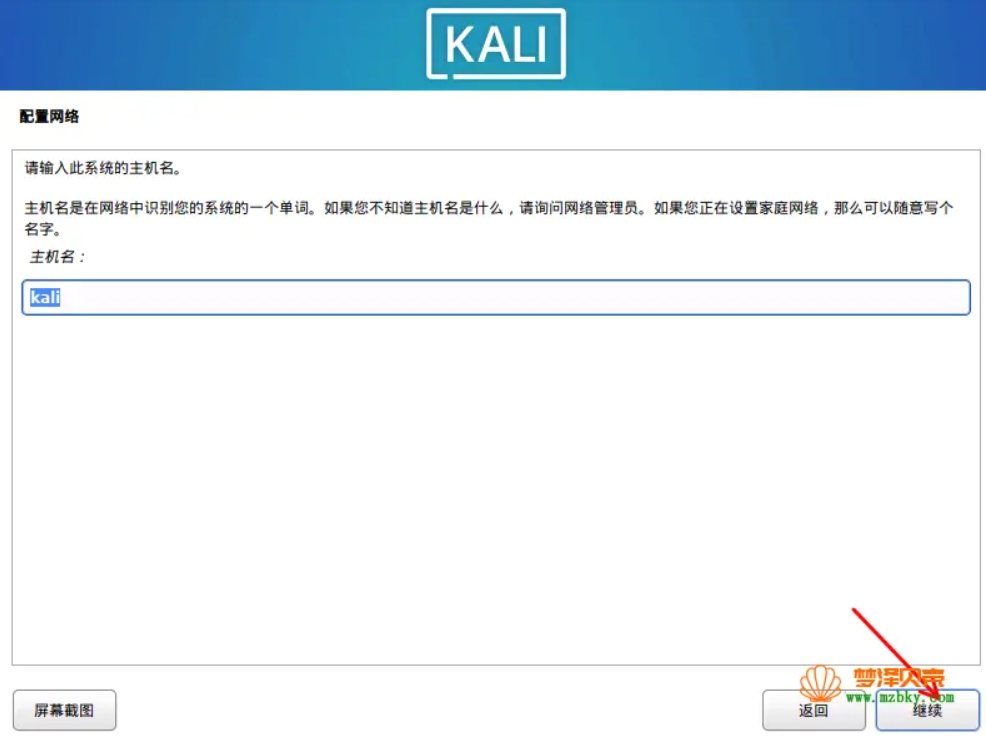 KALI
配置网络
请输入此系统的主机名。
主机名是在网络中识别您的系统的一个单词。如果您不知道主机名是什么，请询问网络管理员。如果您正在设置家庭网络，那么可以随意写个
名字。
主机名：
kali
梦泽贝壳
www.mzbky.com
屏幕截图
返回
继续